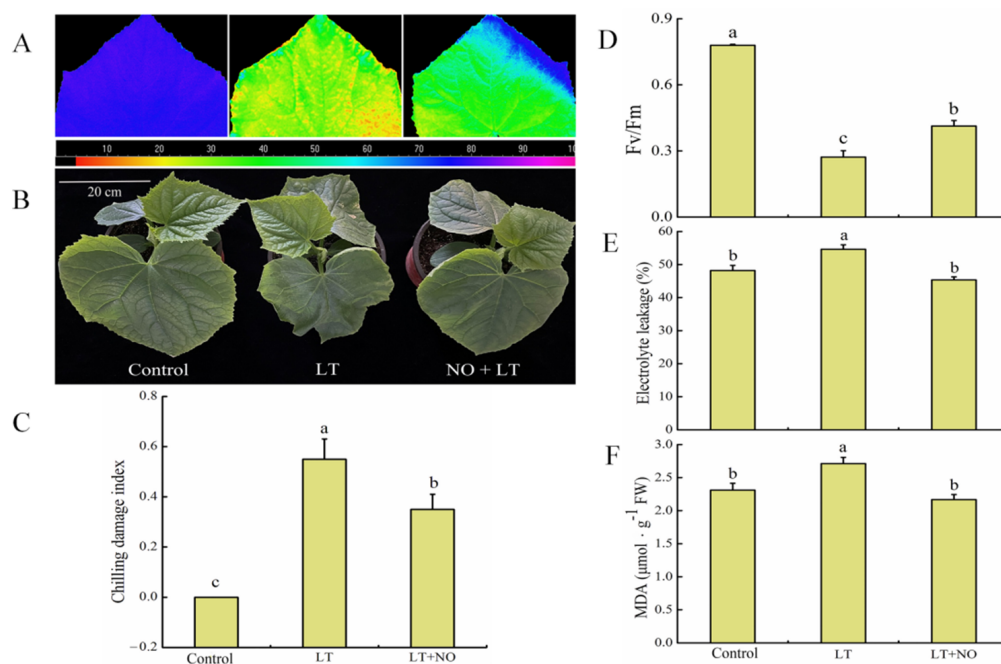 A
10 20 30 40 50 60 70 80 90 100
B
20 cm
Control LT NO + LT
C
Chilling damage index
0.8
0.6
0.4
0.2
0.0
−0.2
c
a
b
Control LT LT+NO
D
Fv/Fm
0.9
0.6
0.3
0.0
a
c
b
E
Electrolyte leakage (%)
60
50
40
30
20
10
0
b
a
b
F
MDA (μmol · g⁻¹ FW)
3.0
2.5
2.0
1.5
1.0
0.5
0.0
b
a
b
Control LT LT+NO